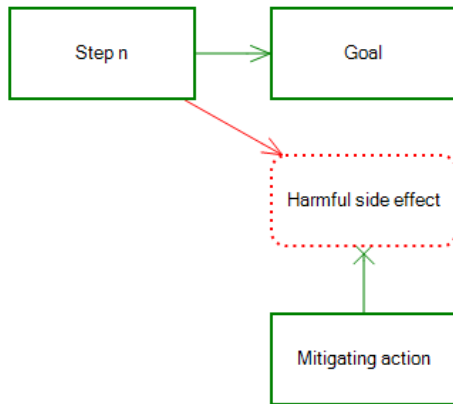 Step n
Goal
Harmful side effect
Mitigating action